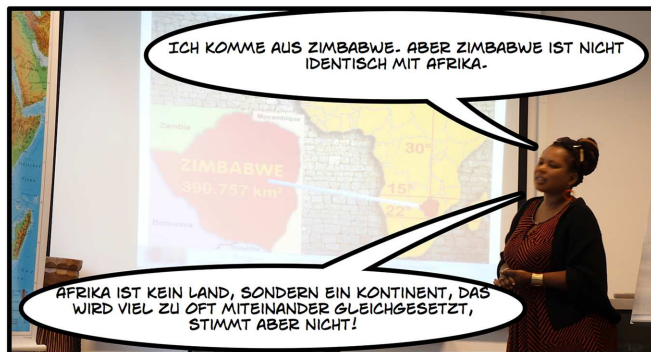 ICH KOMME AUS ZIMBABWE. ABER ZIMBABWE IST NICHT
IDENTISCH MIT AFRIKA.
Mozambique
Zambia
ZIMBABWE
390.757 km²
30°
15°
22°
Botswana
AFRIKA IST KEIN LAND, SONDERN EIN KONTINENT, DAS
WIRD VIEL ZU OFT MITEINANDER GLEICHGESETZT,
STIMMT ABER NICHT!